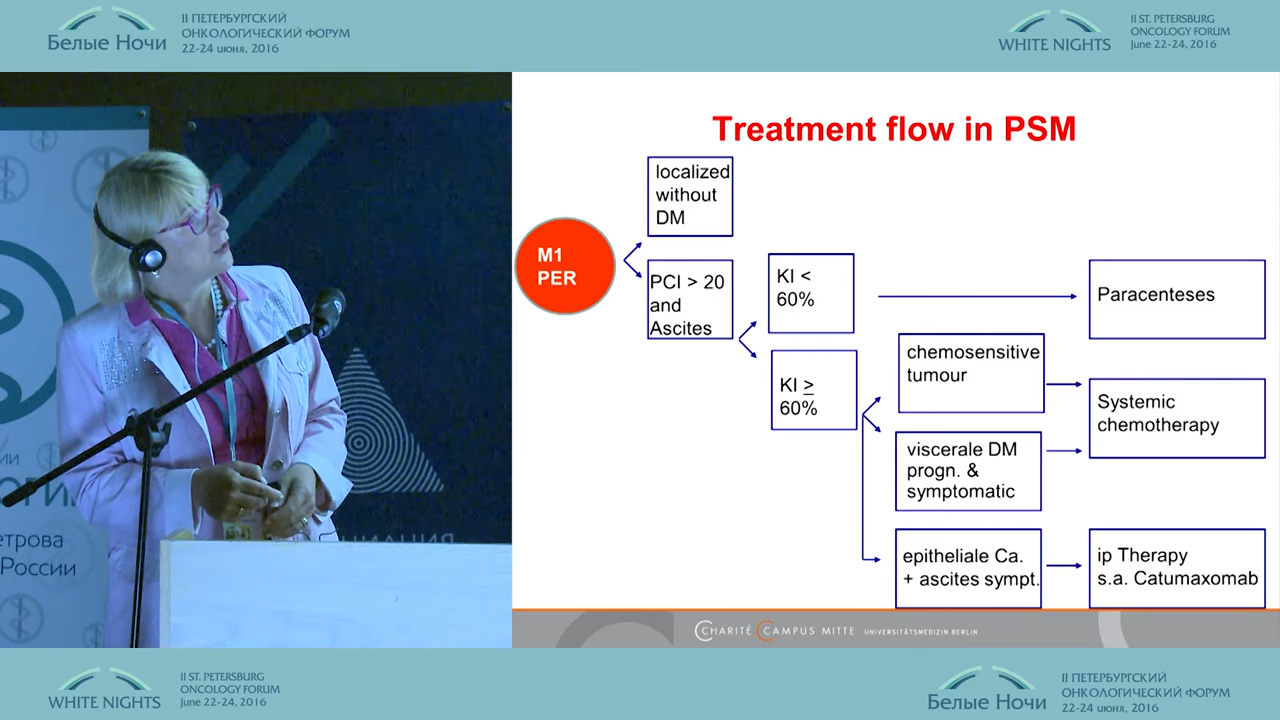 II ПЕТЕРБУРГСКИЙ
ОНКОЛОГИЧЕСКИЙ ФОРУМ
22-24 июня, 2016
Белые Ночи
II ST. PETERSBURG
ONCOLOGY FORUM
June 22-24, 2016
WHITE NIGHTS
Treatment flow in PSM
localized
without
DM
M1
PER
PCI > 20
and
Ascites
KI <
60%
Paracenteses
chemosensitive
tumour
KI ≥
60%
Systemic
chemotherapy
viscerale DM
progn. &
symptomatic
epitheliale Ca.
+ ascites sympt.
ip Therapy
s.a. Catumaxomab
етрова
России
CHARITÉ CAMPUS MITTE UNIVERSITÄTSMEDIZIN BERLIN
WHITE NIGHTS
II ST. PETERSBURG
ONCOLOGY FORUM
June 22-24, 2016
Белые Ночи
II ПЕТЕРБУРГСКИЙ
ОНКОЛОГИЧЕСКИЙ ФОРУМ
22-24 июня, 2016